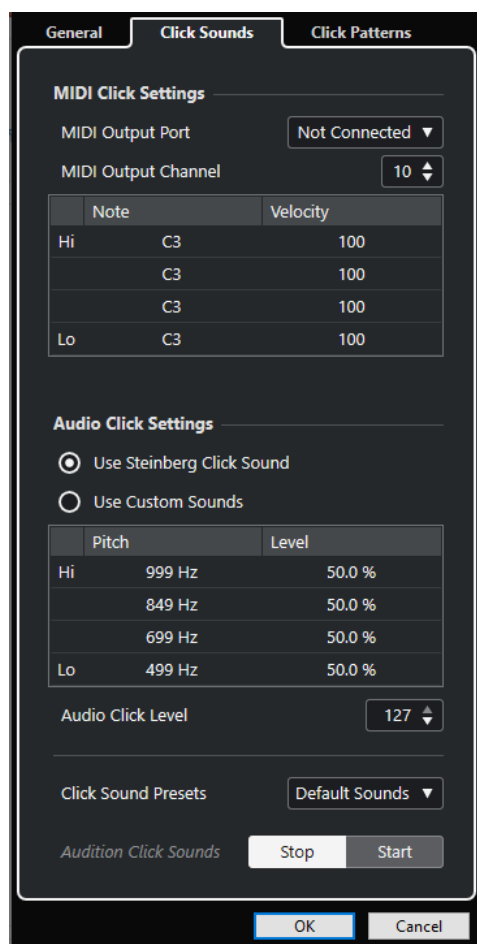 General Click Sounds Click Patterns
MIDI Click Settings
MIDI Output Port Not Connected
MIDI Output Channel 10
Note Velocity
Hi C3 100
C3 100
C3 100
Lo C3 100
Audio Click Settings
Use Steinberg Click Sound
Use Custom Sounds
Pitch Level
Hi 999 Hz 50.0 %
849 Hz 50.0 %
699 Hz 50.0 %
Lo 499 Hz 50.0 %
Audio Click Level 127
Click Sound Presets Default Sounds
Audition Click Sounds Stop Start
OK Cancel